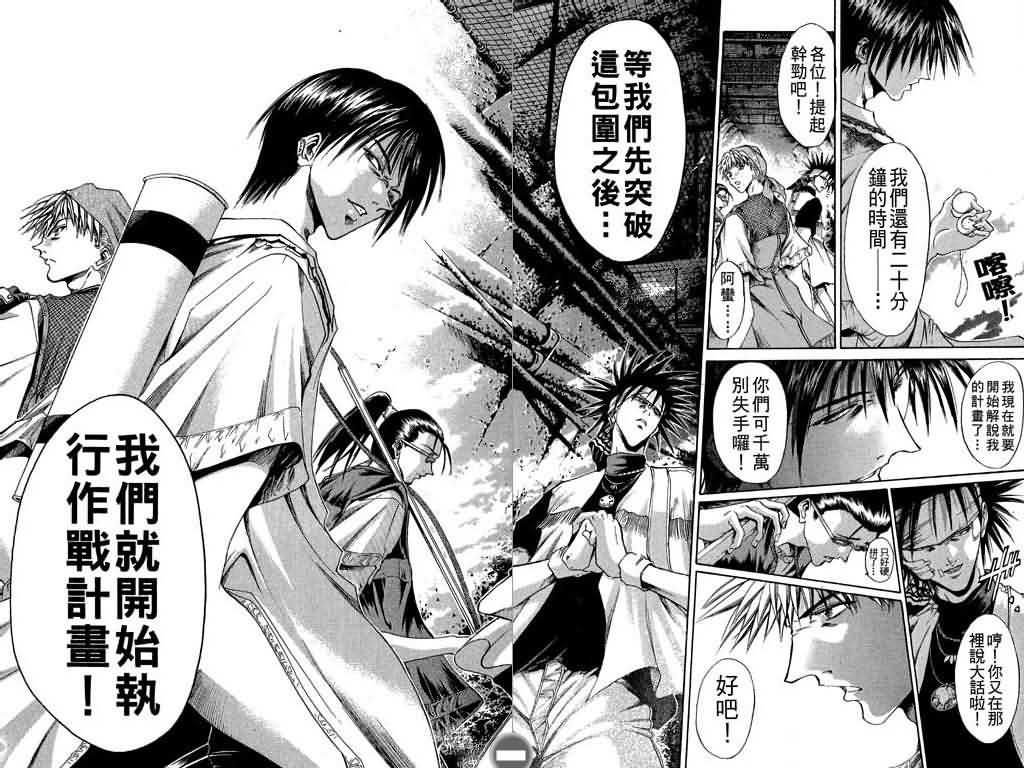 各位！提起
幹勁吧！
我們還有二十分
鐘的時間——…
喀嚓！
阿蠻……
我現在就要
開始解說我
的計畫了…
你們可千萬
別失手囉！
哼！你又在那
裡說大話啦！
只好硬
拼了…
好吧！
等我們先突破
這包圍之後…
我們就開始執
行作戰計畫！